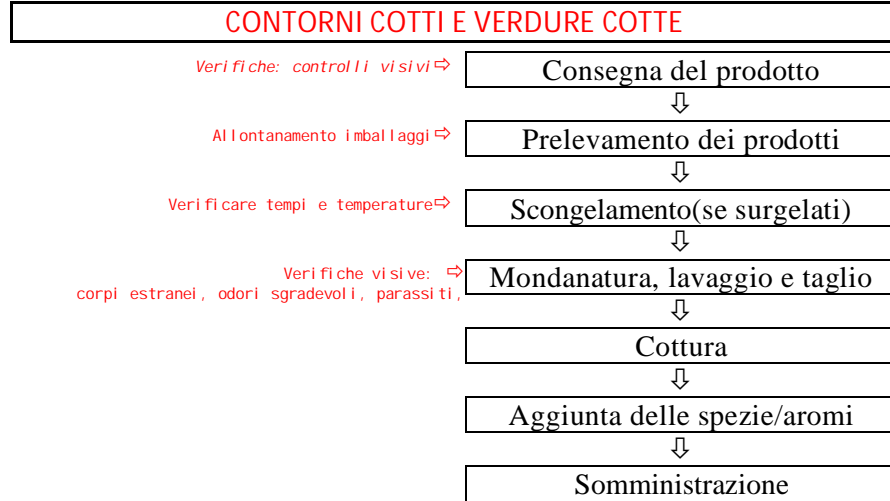 CONTORNI COTTI E VERDURE COTTE
Verifiche: controlli visivi⇨ Consegna del prodotto
⇩
Allontanamento imballaggi⇨ Prelevamento dei prodotti
⇩
Verificare tempi e temperature⇨ Scongelamento(se surgelati)
⇩
Verifiche visive: ⇨ Mondanatura, lavaggio e taglio
corpi estranei, odori sgradevoli, parassiti,
⇩
Cottura
⇩
Aggiunta delle spezie/aromi
⇩
Somministrazione